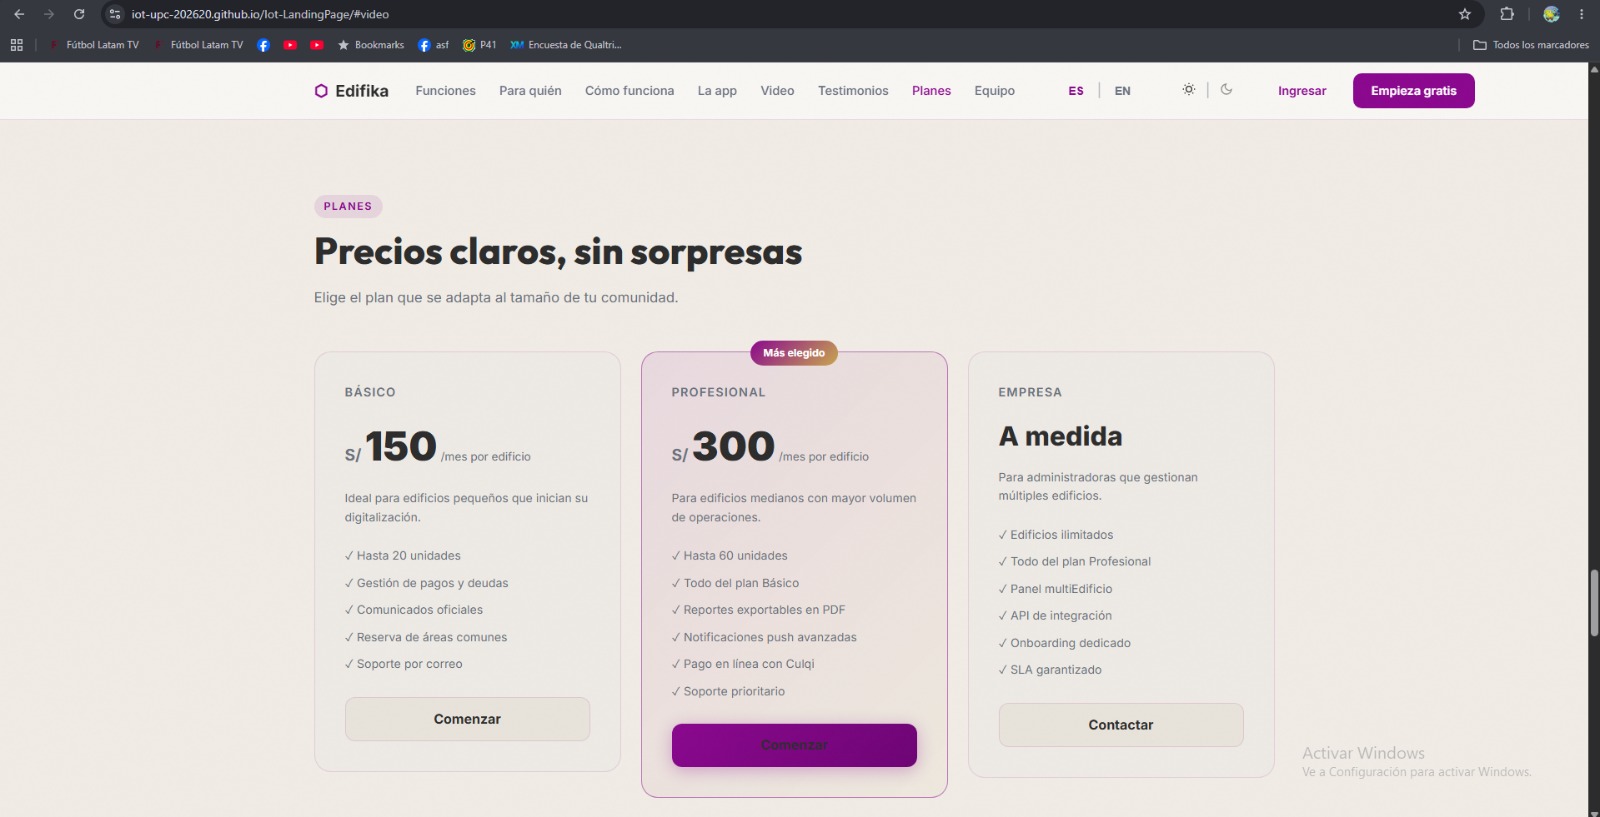 iot-upc-202620.github.io/Iot-LandingPage/#video
Fútbol Latam TV
Fútbol Latam TV
Bookmarks
asf
P41
XM Encuesta de Qualtri...
Todos los marcadores
Edifika
Funciones
Para quién
Cómo funciona
La app
Video
Testimonios
Planes
Equipo
ES
EN
Ingresar
Empieza gratis
PLANES
Precios claros, sin sorpresas
Elige el plan que se adapta al tamaño de tu comunidad.
BÁSICO
S/ 150 /mes por edificio
Ideal para edificios pequeños que inician su
digitalización.
✓ Hasta 20 unidades
✓ Gestión de pagos y deudas
✓ Comunicados oficiales
✓ Reserva de áreas comunes
✓ Soporte por correo
Comenzar
Más elegido
PROFESIONAL
S/ 300 /mes por edificio
Para edificios medianos con mayor volumen
de operaciones.
✓ Hasta 60 unidades
✓ Todo del plan Básico
✓ Reportes exportables en PDF
✓ Notificaciones push avanzadas
✓ Pago en línea con Culqi
✓ Soporte prioritario
Comenzar
EMPRESA
A medida
Para administradoras que gestionan
múltiples edificios.
✓ Edificios ilimitados
✓ Todo del plan Profesional
✓ Panel multiEdificio
✓ API de integración
✓ Onboarding dedicado
✓ SLA garantizado
Contactar
Activar Windows
Ve a Configuración para activar Windows.